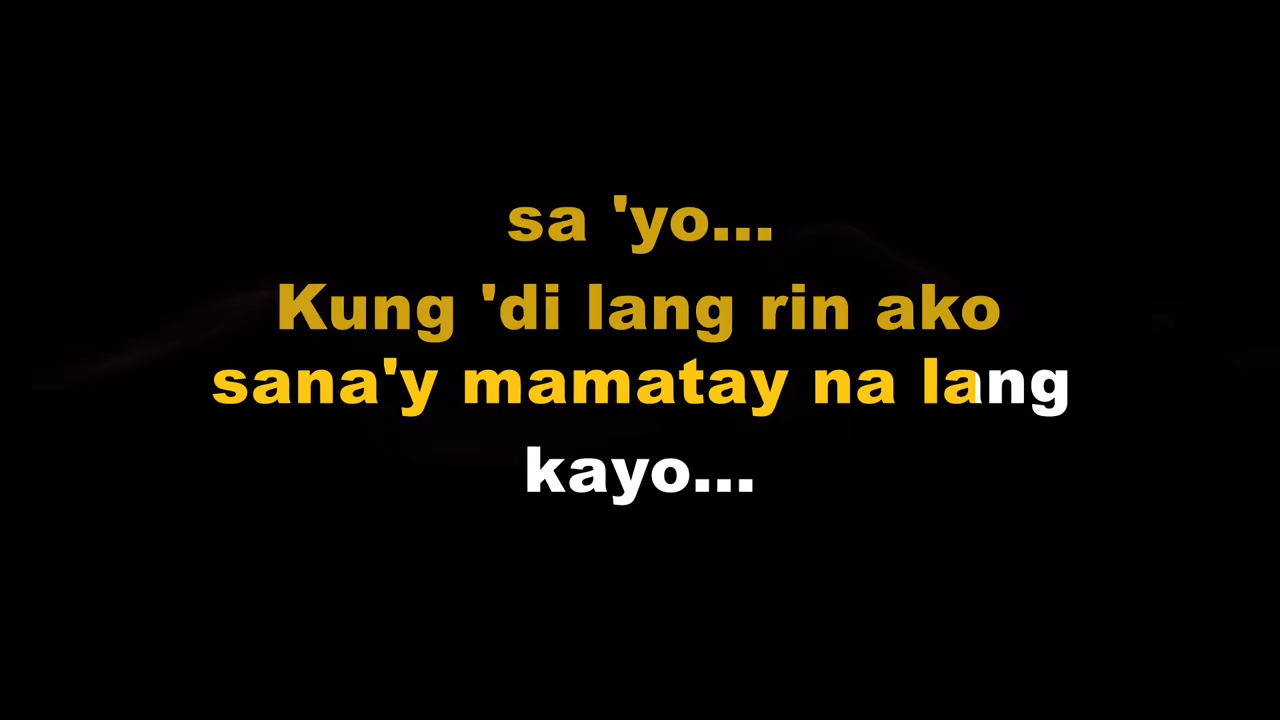 sa 'yo...
Kung 'di lang rin ako
sana'y mamatay na lang
kayo...